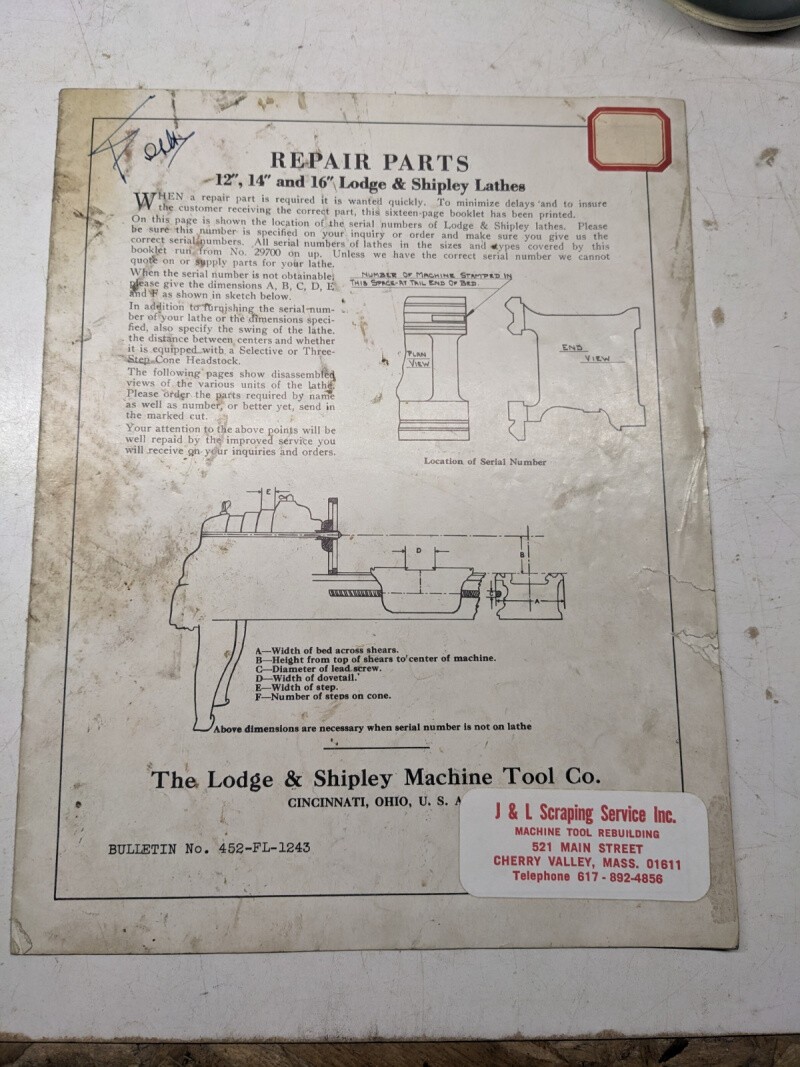 REPAIR PARTS
12", 14" and 16" Lodge & Shipley Lathes
WHEN a repair part is required it is wanted quickly. To minimize delays and to insure
the customer receiving the correct part, this sixteen-page booklet has been printed.
On this page is shown the location of the serial numbers of Lodge & Shipley lathes. Please
be sure this number is specified on your inquiry or order and make sure you give us the
correct serial numbers. All serial numbers of lathes in the sizes and types covered by this
booklet run from No. 29700 on up. Unless we have the correct serial number we cannot
quote on or supply parts for your lathe.
When the serial number is not obtainable,
please give the dimensions A, B, C, D, E
and F as shown in sketch below.
In addition to furnishing the serial num-
ber of your lathe or the dimensions speci-
fied, also specify the swing of the lathe,
the distance between centers and whether
it is equipped with a Selective or Three-
Step Cone Headstock.
The following pages show disassembled
views of the various units of the lathe.
Please order the parts required by name
as well as number, or better yet, send in
the marked cut.
Your attention to the above points will be
well repaid by the improved service you
will receive on your inquiries and orders.
NUMBER OF MACHINE STAMPED IN
THIS SPACE-AT TAIL END OF BED.
PLAN
VIEW
END
VIEW
Location of Serial Number
E
D
B
A
A—Width of bed across shears.
B—Height from top of shears to center of machine.
C—Diameter of lead screw.
D—Width of dovetail.
E—Width of step.
F—Number of steps on cone.
Above dimensions are necessary when serial number is not on lathe
The Lodge & Shipley Machine Tool Co.
CINCINNATI, OHIO, U. S. A
BULLETIN No. 452-FL-1243
J & L Scraping Service Inc.
MACHINE TOOL REBUILDING
521 MAIN STREET
CHERRY VALLEY, MASS. 01611
Telephone 617-892-4856